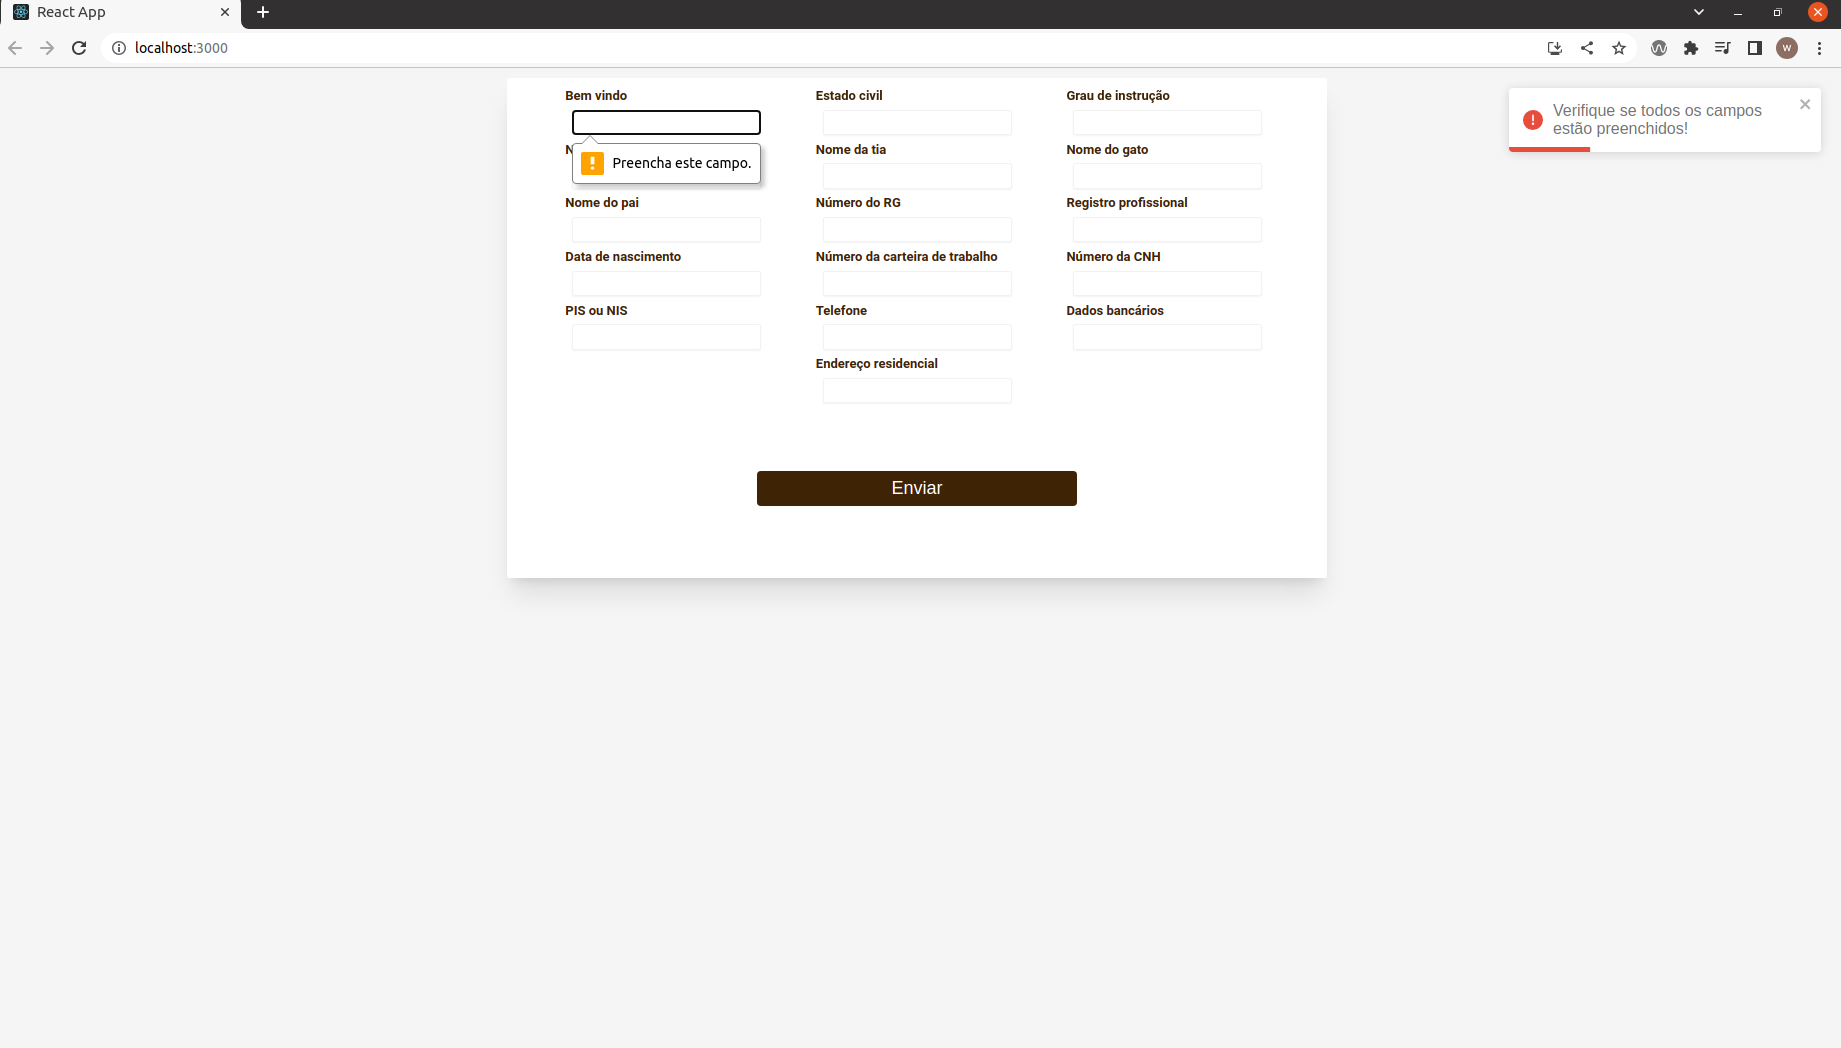 React App
localhost:3000
W
Verifique se todos os campos
estão preenchidos!
Bem vindo
Estado civil
Grau de instrução
Preencha este campo.
Nome da tia
Nome do gato
Nome do pai
Número do RG
Registro profissional
Data de nascimento
Número da carteira de trabalho
Número da CNH
PIS ou NIS
Telefone
Dados bancários
Endereço residencial
Enviar